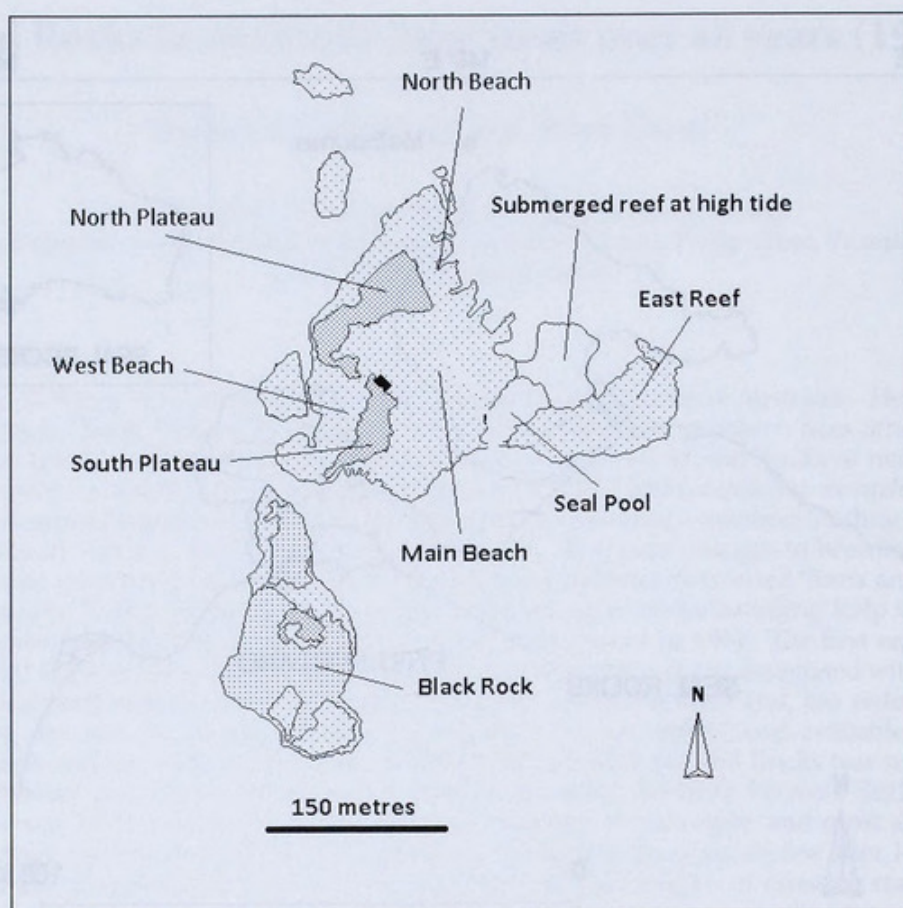 North Beach
Submerged reef at high tide
North Plateau
East Reef
West Beach
South Plateau
Seal Pool
Main Beach
Black Rock
N
150 metres